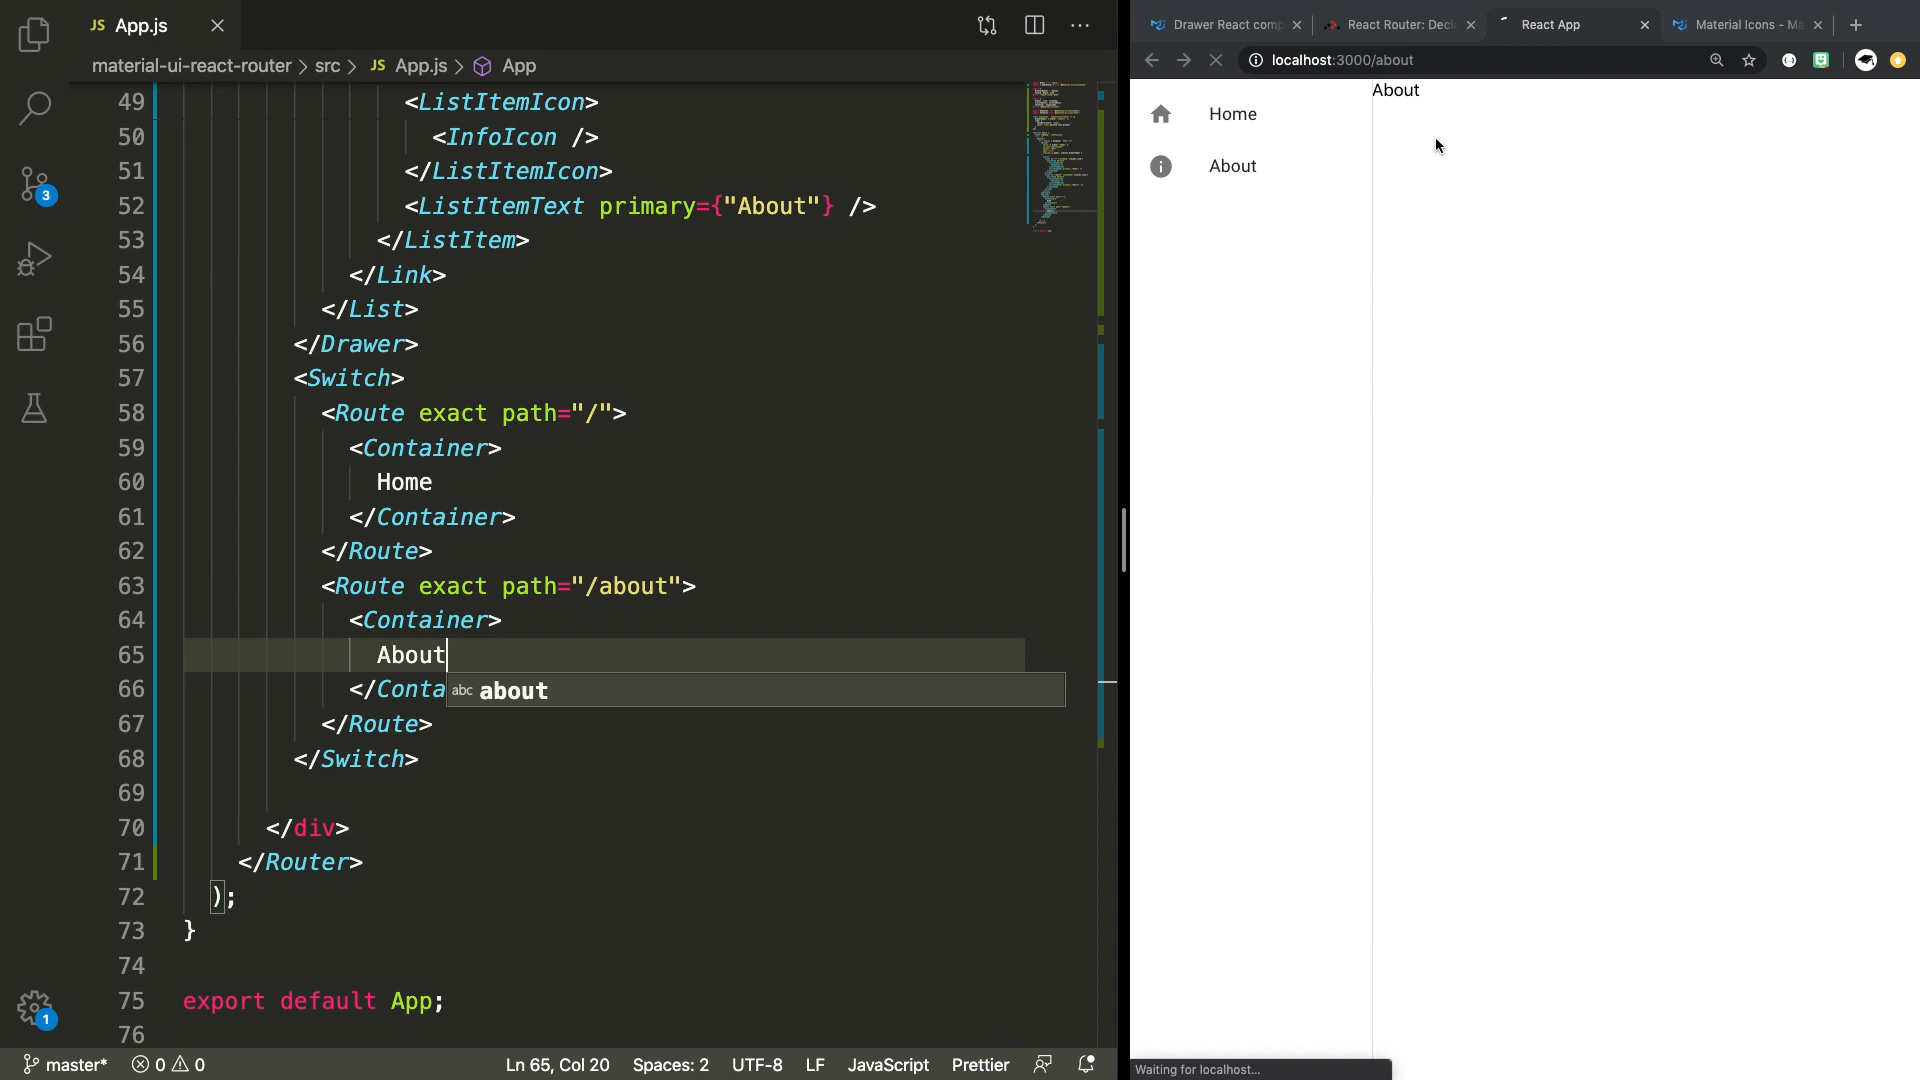 JS App.js
material-ui-react-router > src > JS App.js > App
49 <ListItemIcon>
50 <InfoIcon />
51 </ListItemIcon>
52 <ListItemText primary={"About"} />
53 </ListItem>
54 </Link>
55 </List>
56 </Drawer>
57 <Switch>
58 <Route exact path="/">
59 <Container>
60 Home
61 </Container>
62 </Route>
63 <Route exact path="/about">
64 <Container>
65 About
66 </Conta
abc about
67 </Route>
68 </Switch>
69
70 </div>
71 </Router>
72 );
73 }
74
75 export default App;
76
3
1
master* 0 0 Ln 65, Col 20 Spaces: 2 UTF-8 LF JavaScript Prettier
Drawer React comp React Router: Decla React App Material Icons - Ma
localhost:3000/about
Home
About
About
Waiting for localhost...